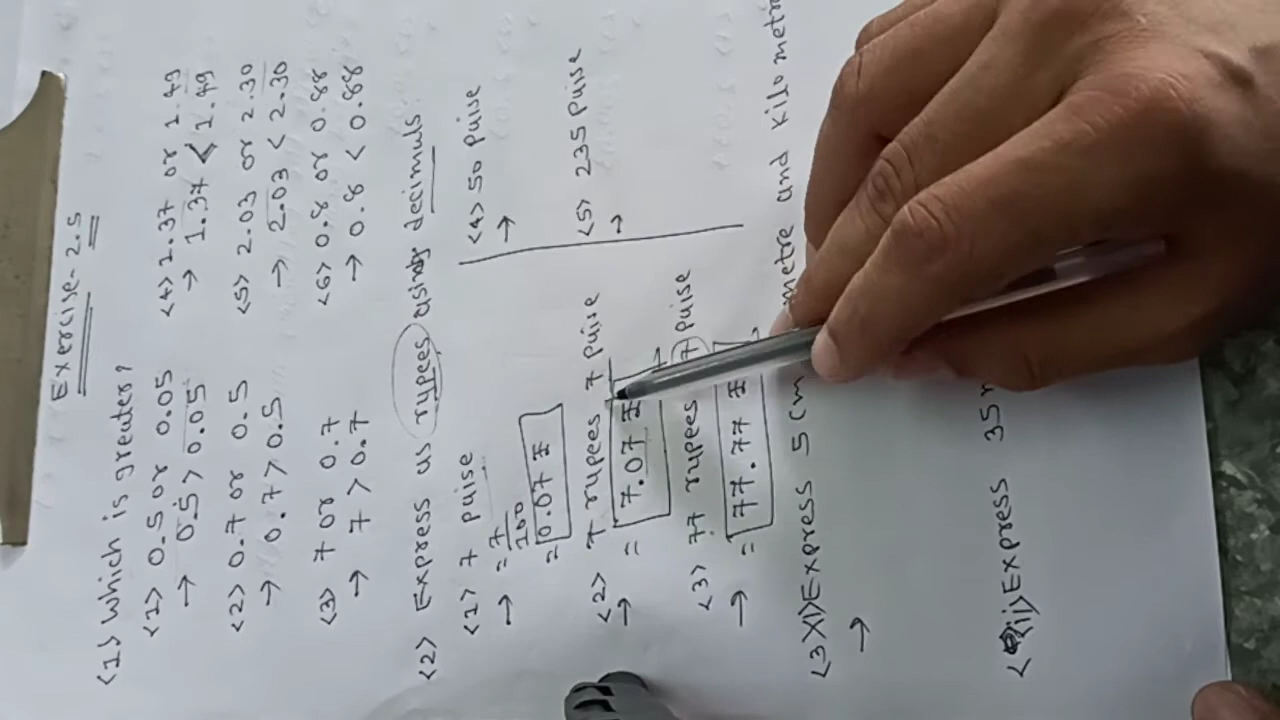 Exercise-2.5
<1> Which is greater?
<1> 0.5 or 0.05
→ 0.5 > 0.05
<2> 0.7 or 0.5
→ 0.7 > 0.5
<3> 7 or 0.7
→ 7 > 0.7
<4> 1.37 or 1.49
→ 1.37 < 1.49
<5> 2.03 or 2.30
→ 2.03 < 2.30
<6> 0.8 or 0.88
→ 0.8 < 0.88
<2> Express as rupees using decimals.
<1> 7 paise
→ = 7/100
= 0.07 ₹
<2> 7 rupees 7 paise
→ = 7.07 ₹
<3> 77 rupees 77 paise
→ = 77.77 ₹
<4> 50 paise
→
<5> 235 paise
→
<3> <i> Express 5 cm metre and kilometre
→
<ii> Express 35